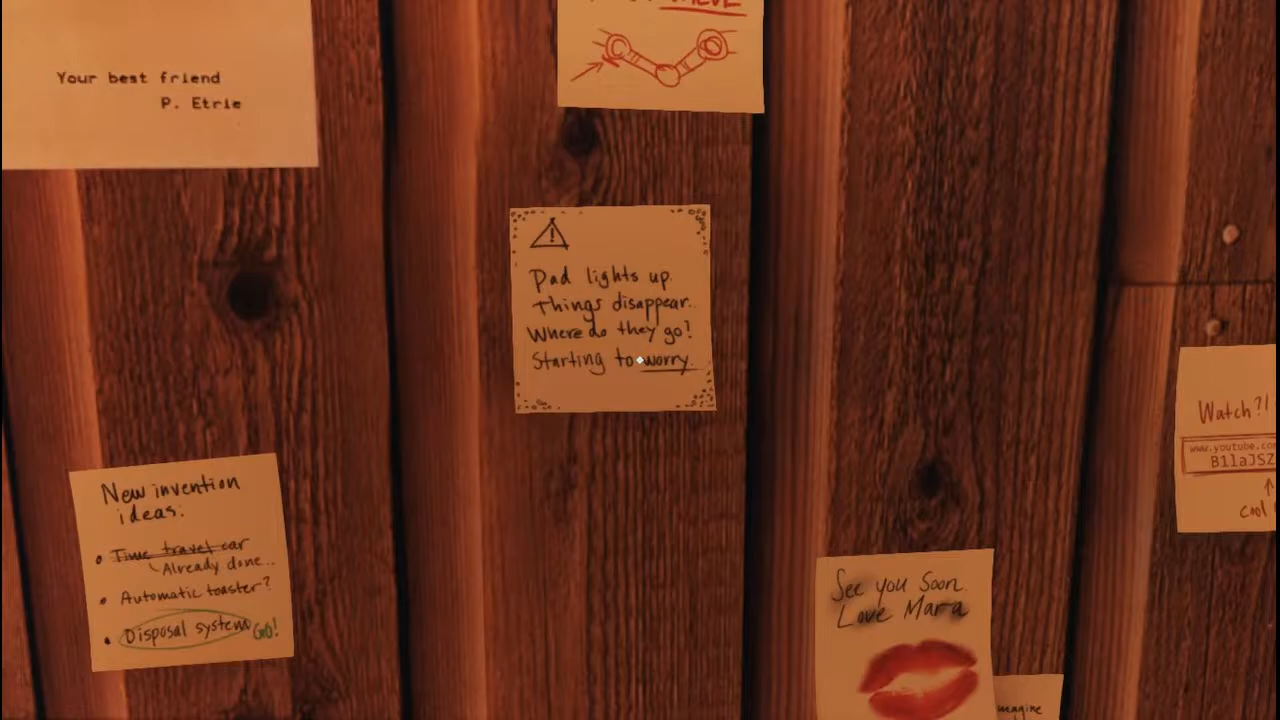 Your best friend
P. Etrie
⚠
Dad lights up.
Things disappear.
Where do they go?
Starting to worry.
New invention
ideas:
• Time travel car
Already done...
• Automatic toaster?
• Disposal system GO!
See you Soon.
Love Mara
Watch?!
www.youtube.co
B1laJSZ
cool